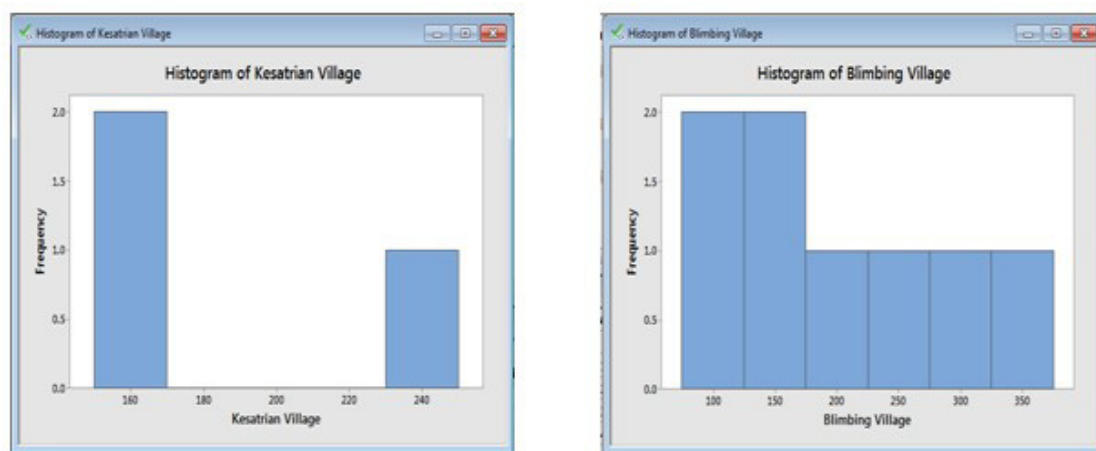 Histogram of Kesatrian Village
Histogram of Kesatrian Village
2.0
1.5
1.0
0.5
0.0
Frequency
160 180 200 220 240
Kesatrian Village
Histogram of Blimbing Village
Histogram of Blimbing Village
2.0
1.5
1.0
0.5
0.0
Frequency
100 150 200 250 300 350
Blimbing Village